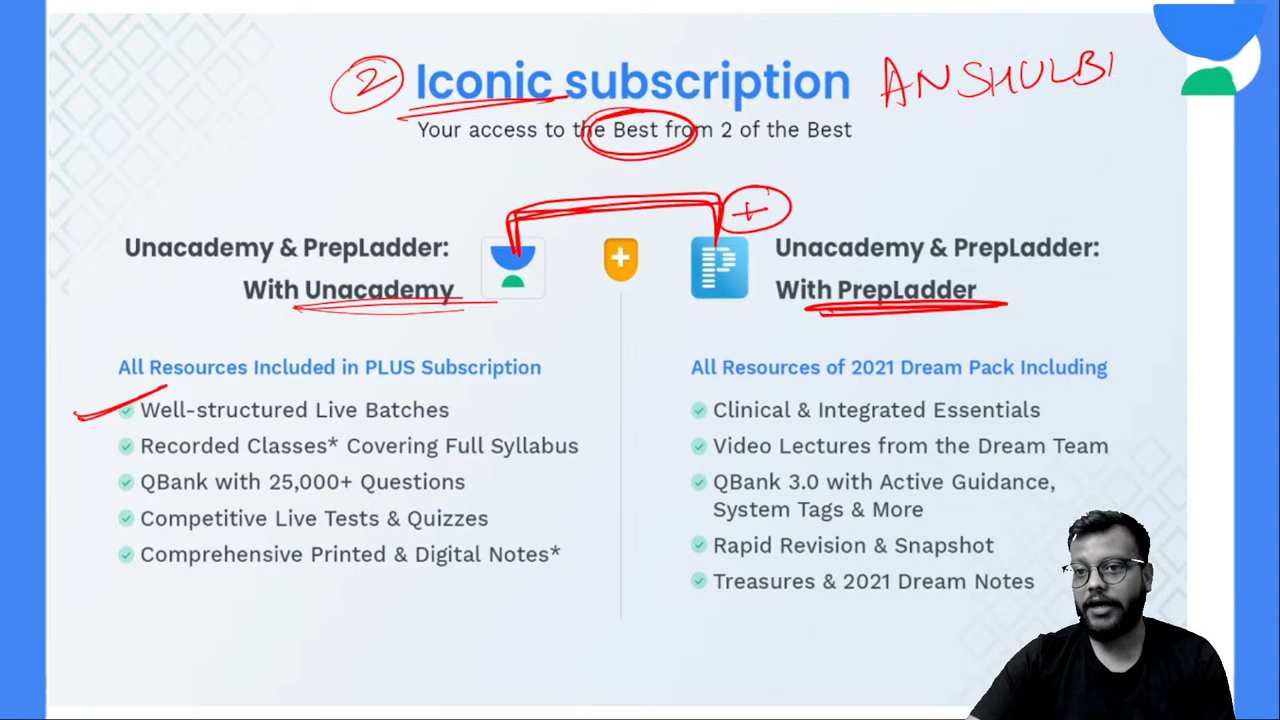 2 Iconic subscription ANSHULBI
Your access to the Best from 2 of the Best
+
Unacademy & PrepLadder:
With Unacademy
+
P
Unacademy & PrepLadder:
With PrepLadder
All Resources Included in PLUS Subscription
Well-structured Live Batches
Recorded Classes* Covering Full Syllabus
QBank with 25,000+ Questions
Competitive Live Tests & Quizzes
Comprehensive Printed & Digital Notes*
All Resources of 2021 Dream Pack Including
Clinical & Integrated Essentials
Video Lectures from the Dream Team
QBank 3.0 with Active Guidance,
System Tags & More
Rapid Revision & Snapshot
Treasures & 2021 Dream Notes